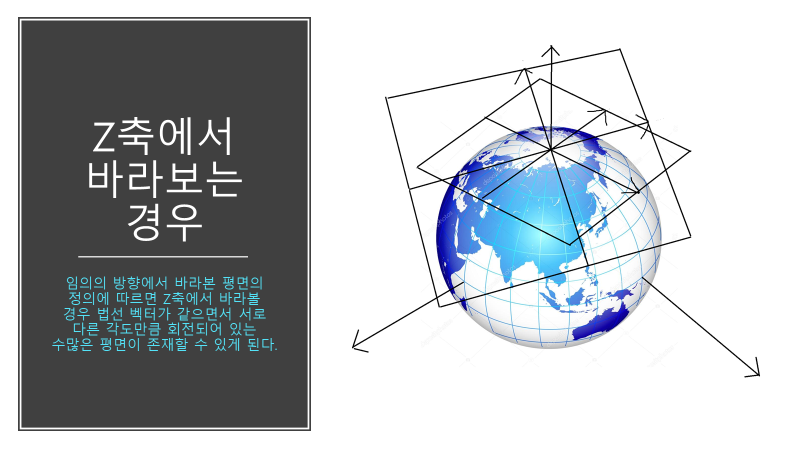 Z축에서
바라보는
경우
임의의 방향에서 바라본 평면의
정의에 따르면 Z축에서 바라볼
경우 법선 벡터가 같으면서 서로
다른 각도만큼 회전되어 있는
수많은 평면이 존재할 수 있게 된다.